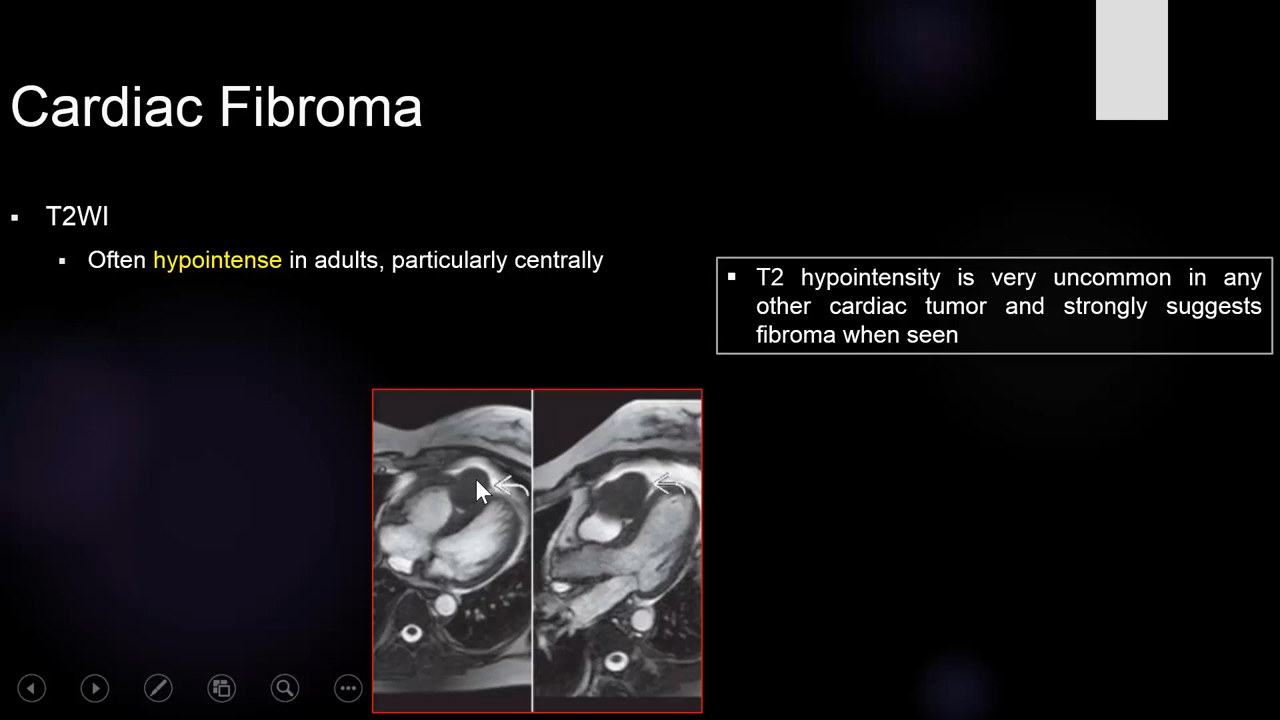 Cardiac Fibroma
▪ T2WI
▪ Often hypointense in adults, particularly centrally
▪ T2 hypointensity is very uncommon in any
other cardiac tumor and strongly suggests
fibroma when seen